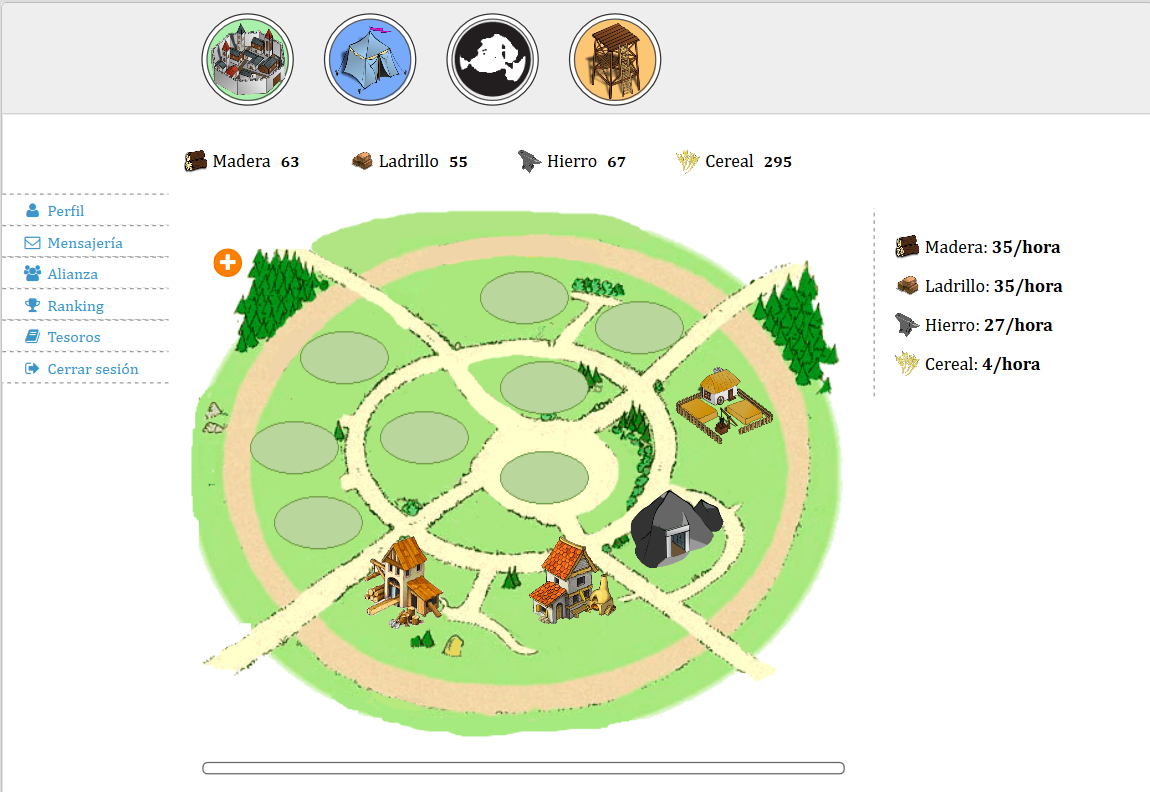 Madera 63 Ladrillo 55 Hierro 67 Cereal 295
Perfil
Mensajería
Alianza
Ranking
Tesoros
Cerrar sesión
Madera: 35/hora
Ladrillo: 35/hora
Hierro: 27/hora
Cereal: 4/hora